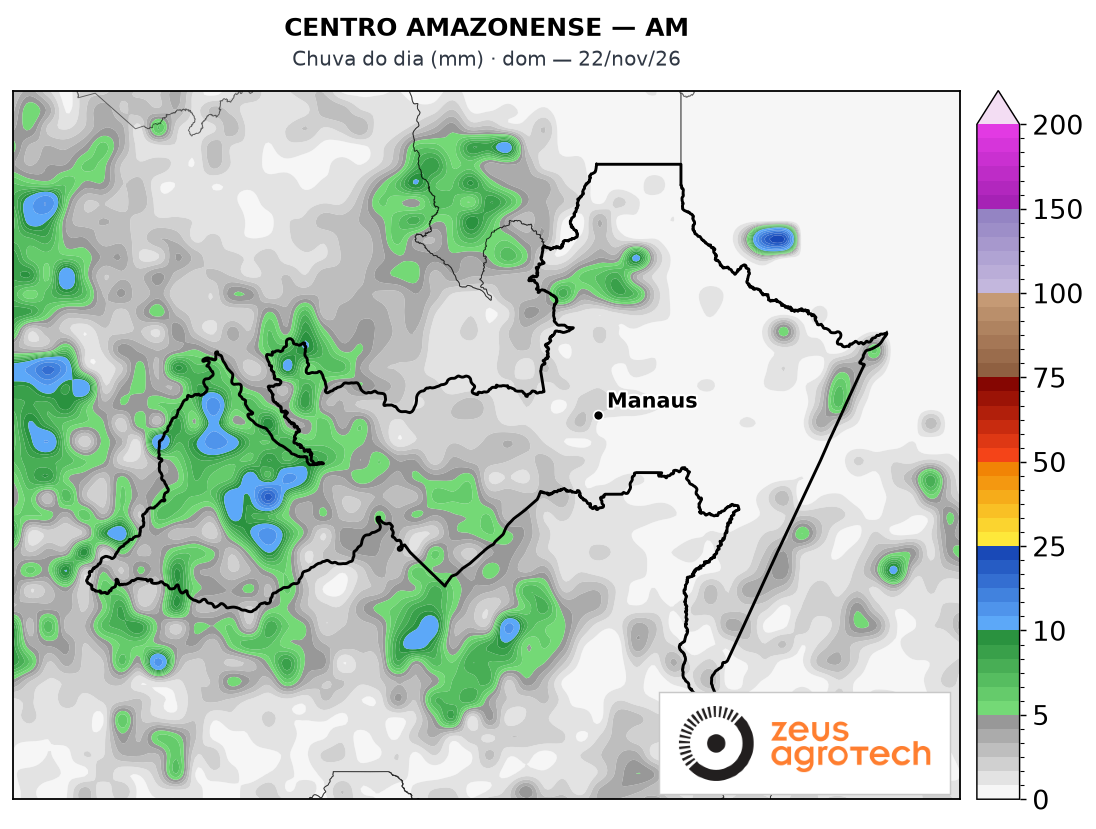 CENTRO AMAZONENSE — AM
Chuva do dia (mm) · dom — 22/nov/26
200
150
100
75
50
25
10
5
0
Manaus
zeus
agrotech